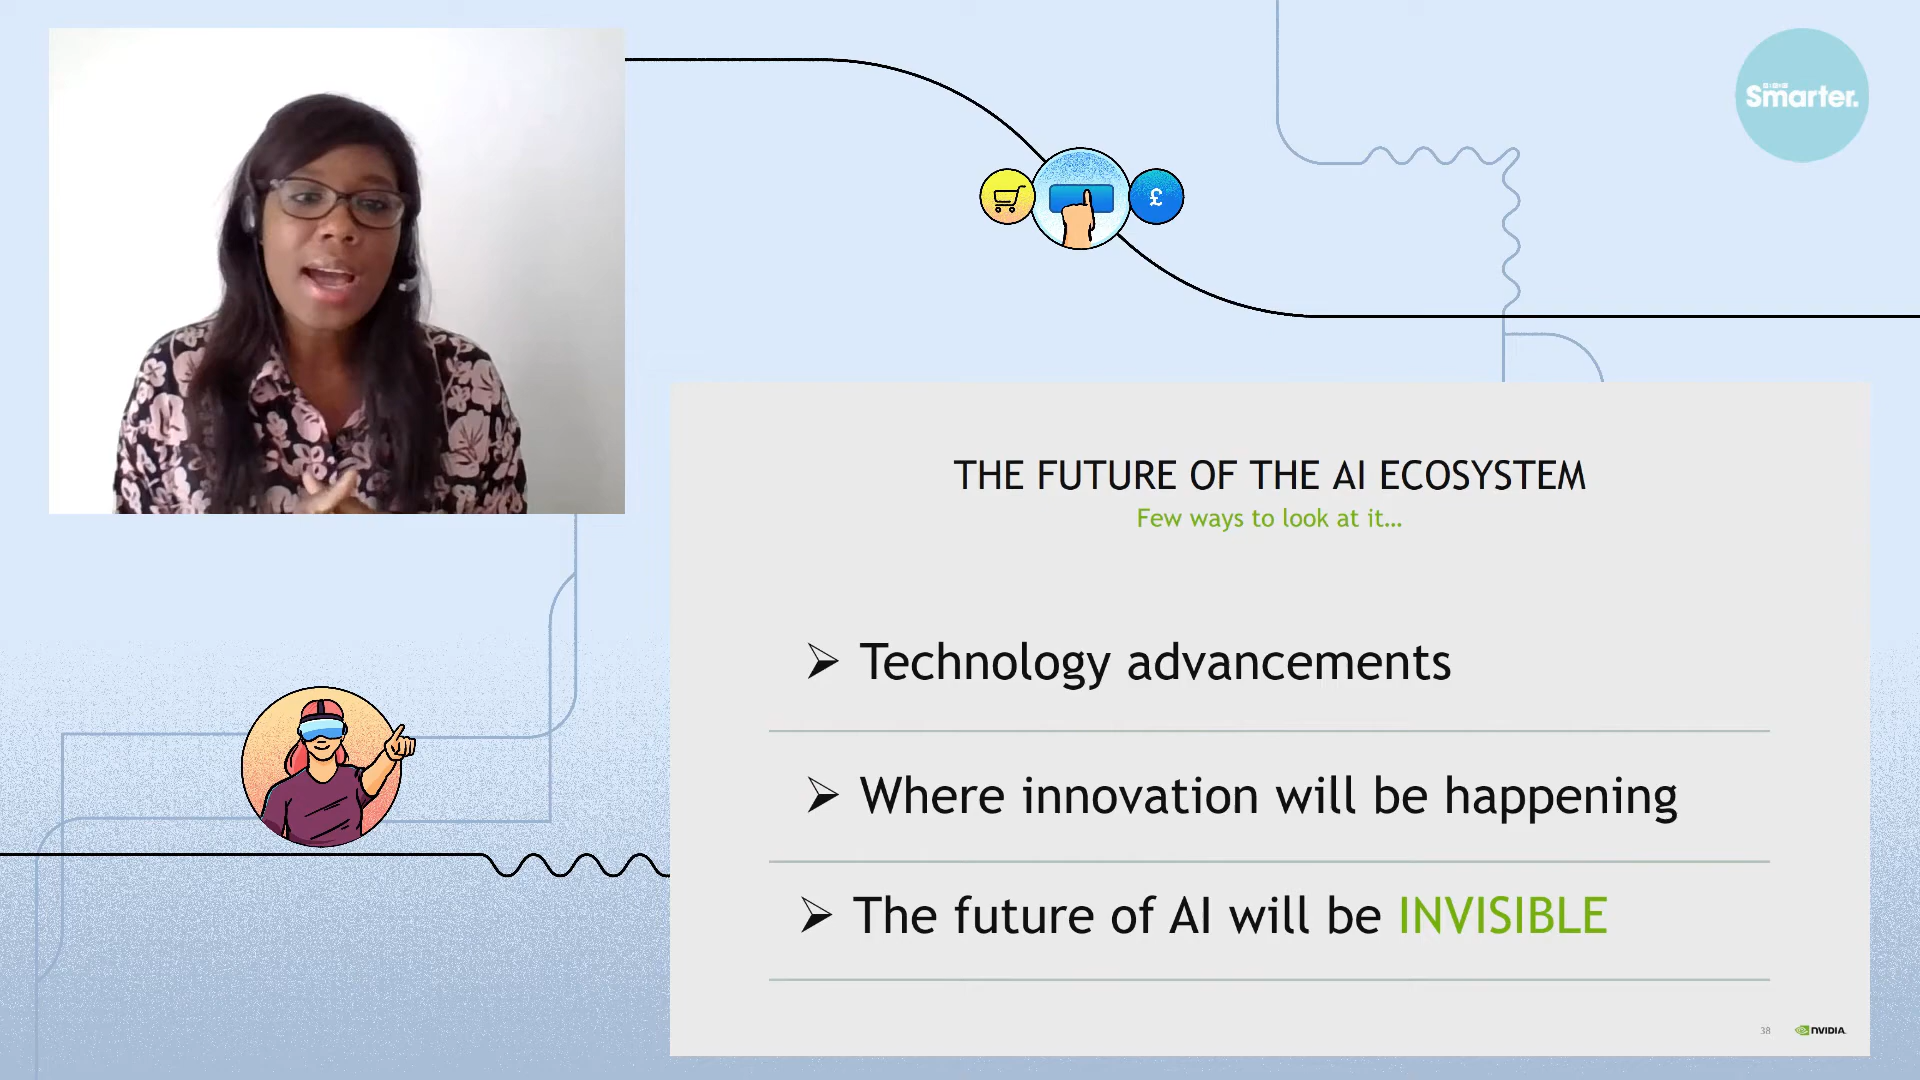 Smarter.
£
THE FUTURE OF THE AI ECOSYSTEM
Few ways to look at it…
➢ Technology advancements
➢ Where innovation will be happening
➢ The future of AI will be INVISIBLE
38
NVIDIA.